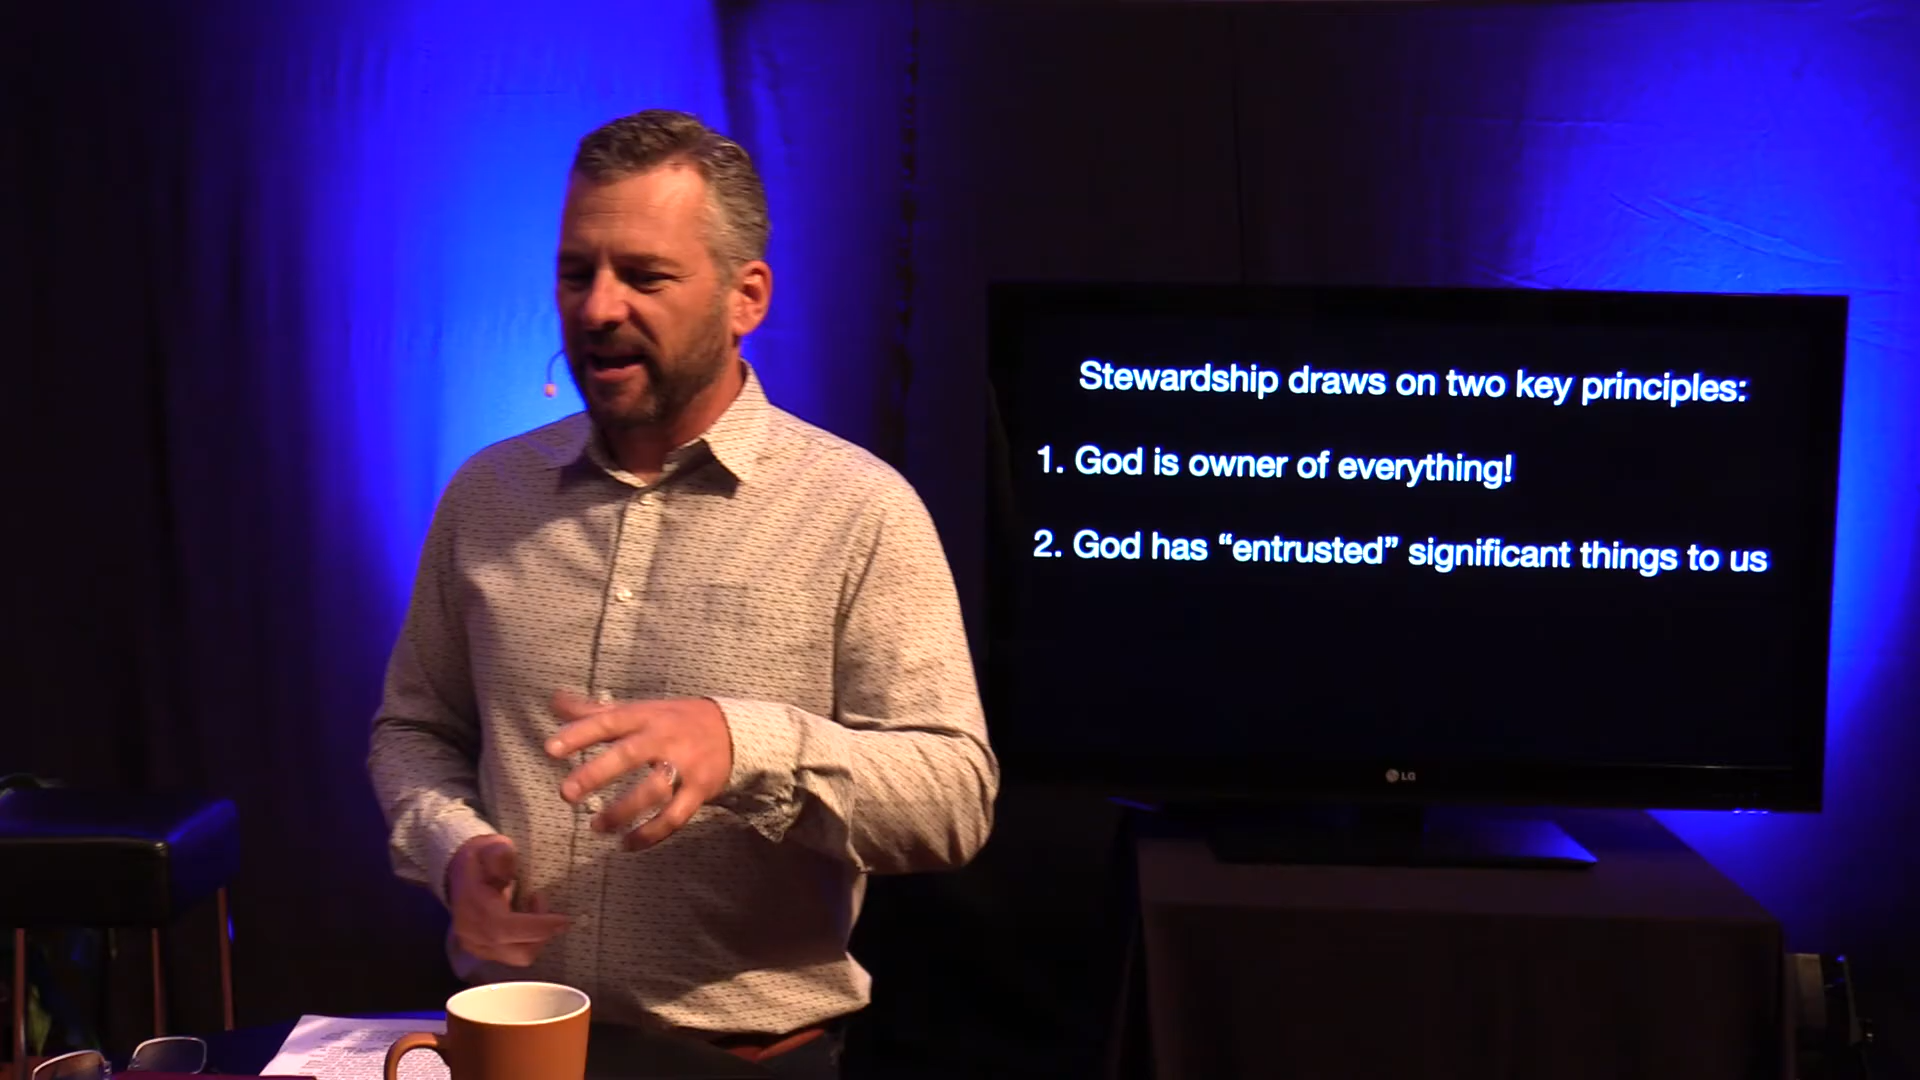 Stewardship draws on two key principles:
1. God is owner of everything!
2. God has “entrusted” significant things to us
LG